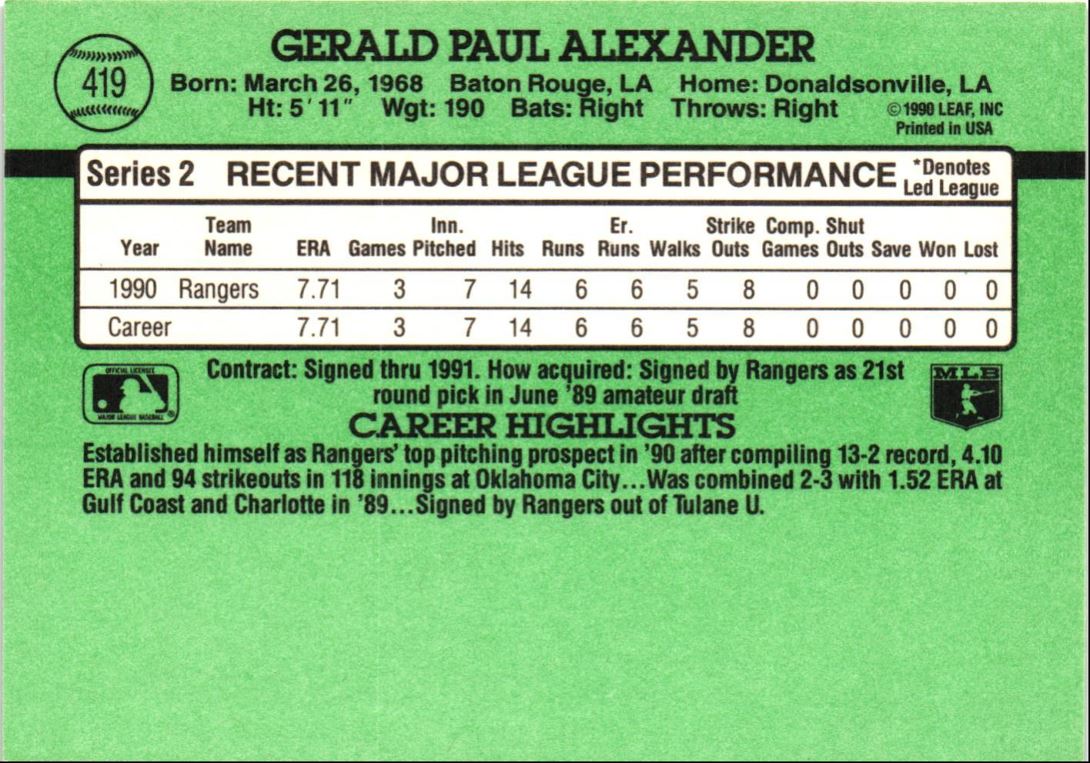 419
GERALD PAUL ALEXANDER
Born: March 26, 1968 Baton Rouge, LA Home: Donaldsonville, LA
Ht: 5' 11" Wgt: 190 Bats: Right Throws: Right
©1990 LEAF, INC
Printed in USA
Series 2 RECENT MAJOR LEAGUE PERFORMANCE
*Denotes
Led League
Team Inn. Er. Strike Comp. Shut
Year Name ERA Games Pitched Hits Runs Runs Walks Outs Games Outs Save Won Lost
1990 Rangers 7.71 3 7 14 6 6 5 8 0 0 0 0 0
Career 7.71 3 7 14 6 6 5 8 0 0 0 0 0
OFFICIAL LICENSEE
MAJOR LEAGUE BASEBALL
®
Contract: Signed thru 1991. How acquired: Signed by Rangers as 21st
round pick in June '89 amateur draft
MLB
CAREER HIGHLIGHTS
Established himself as Rangers' top pitching prospect in '90 after compiling 13-2 record, 4.10
ERA and 94 strikeouts in 118 innings at Oklahoma City...Was combined 2-3 with 1.52 ERA at
Gulf Coast and Charlotte in '89...Signed by Rangers out of Tulane U.